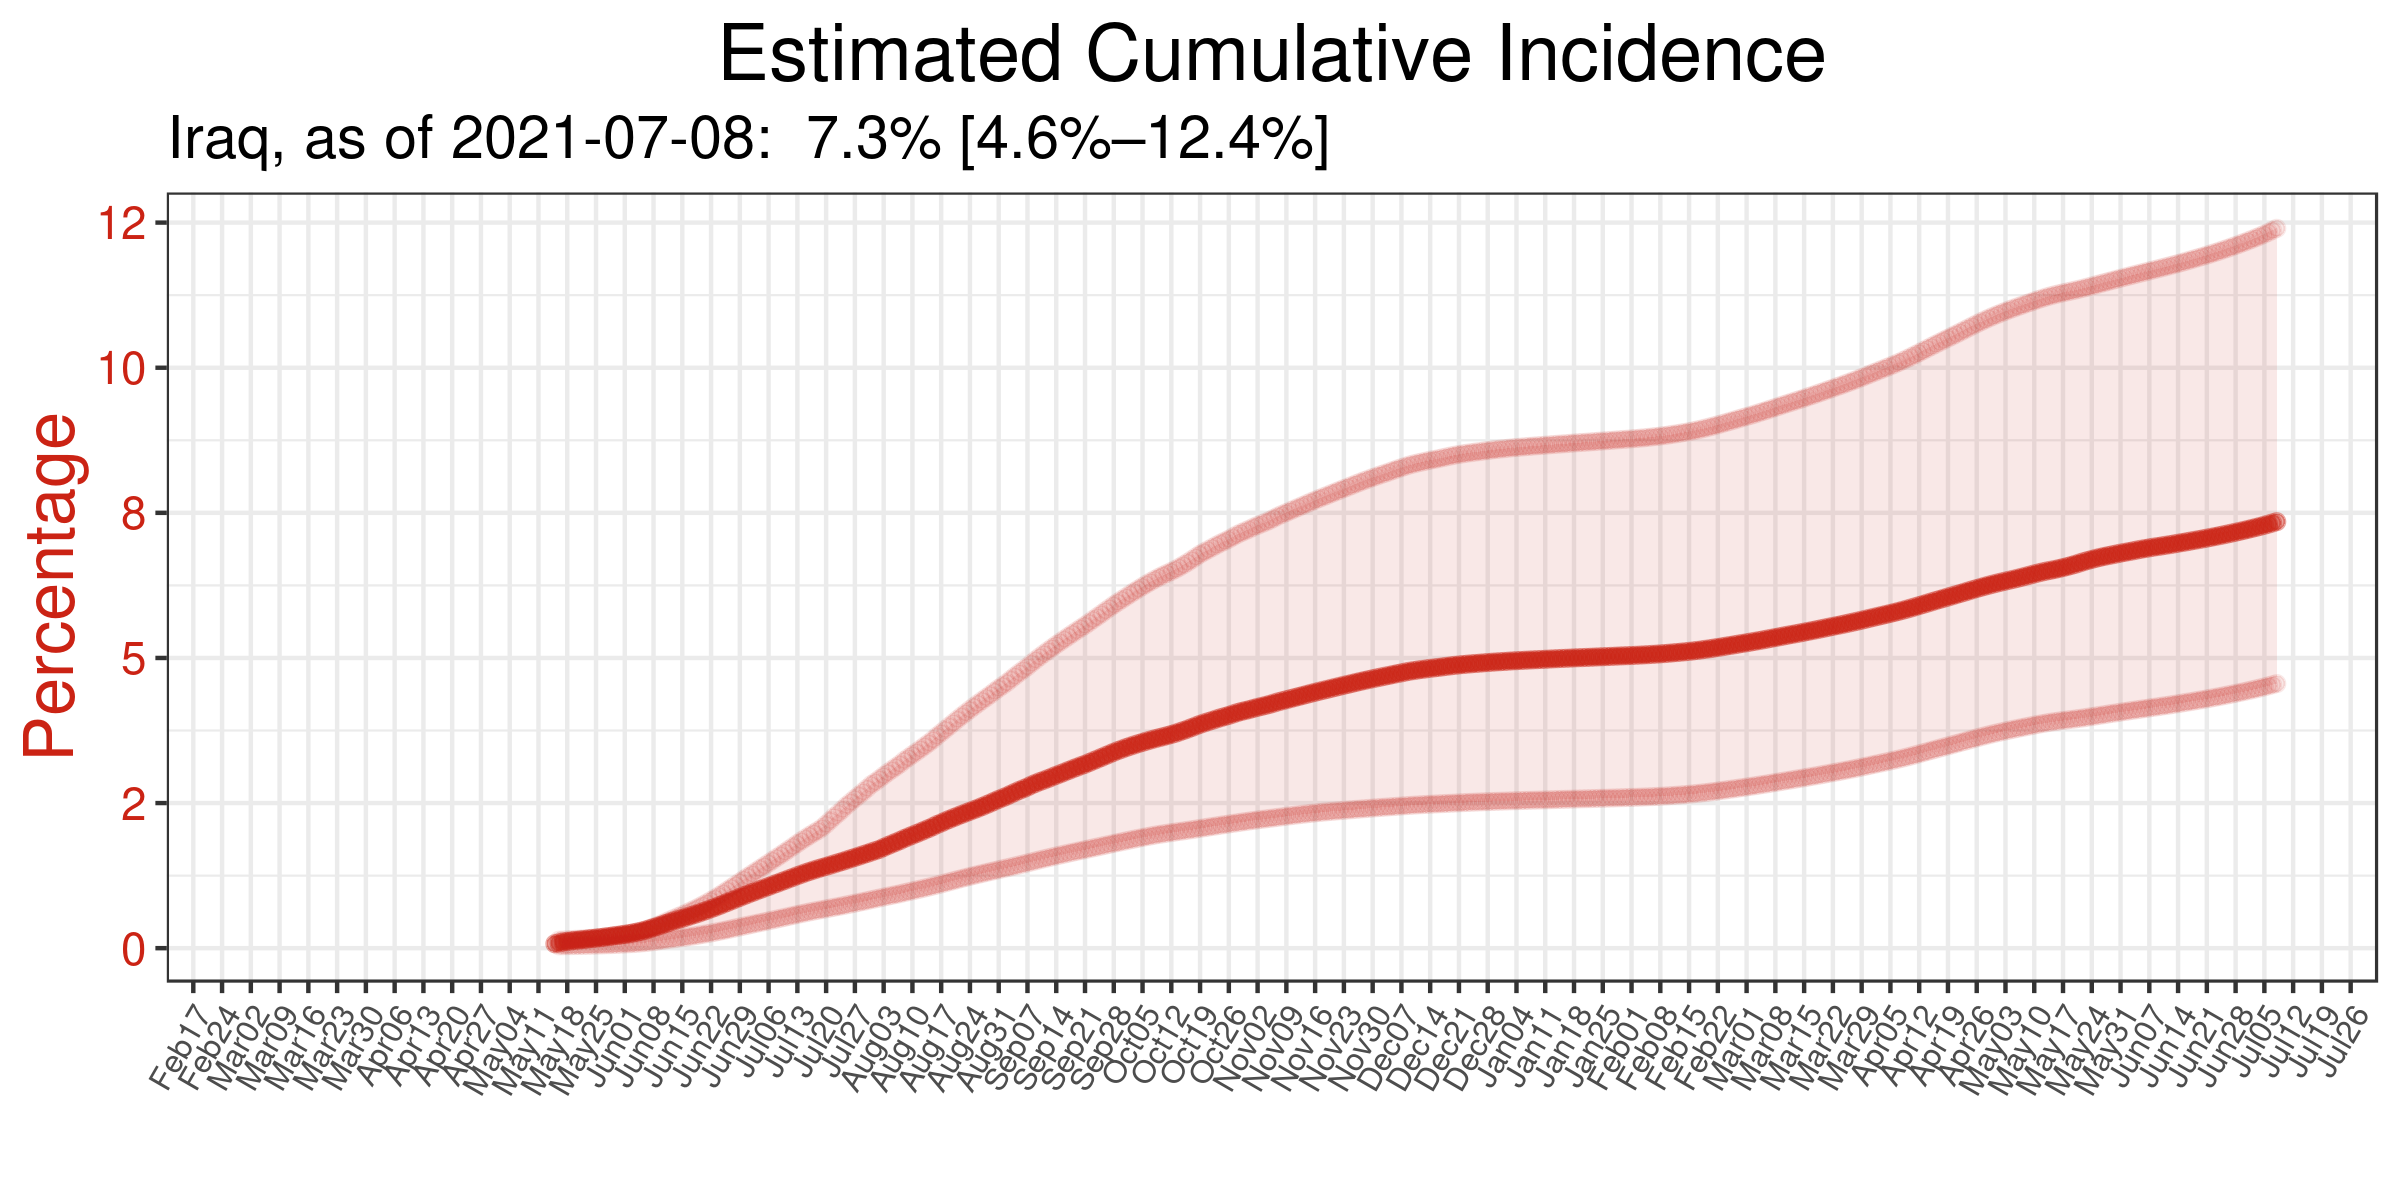 Estimated Cumulative Incidence
Iraq, as of 2021-07-08:  7.3% [4.6%–12.4%]
Percentage
12
10
8
5
2
0
Feb17
Feb24
Mar02
Mar09
Mar16
Mar23
Mar30
Apr06
Apr13
Apr20
Apr27
May04
May11
May18
May25
Jun01
Jun08
Jun15
Jun22
Jun29
Jul06
Jul13
Jul20
Jul27
Aug03
Aug10
Aug17
Aug24
Aug31
Sep07
Sep14
Sep21
Sep28
Oct05
Oct12
Oct19
Oct26
Nov02
Nov09
Nov16
Nov23
Nov30
Dec07
Dec14
Dec21
Dec28
Jan04
Jan11
Jan18
Jan25
Feb01
Feb08
Feb15
Feb22
Mar01
Mar08
Mar15
Mar22
Mar29
Apr05
Apr12
Apr19
Apr26
May03
May10
May17
May24
May31
Jun07
Jun14
Jun21
Jun28
Jul05
Jul12
Jul19
Jul26